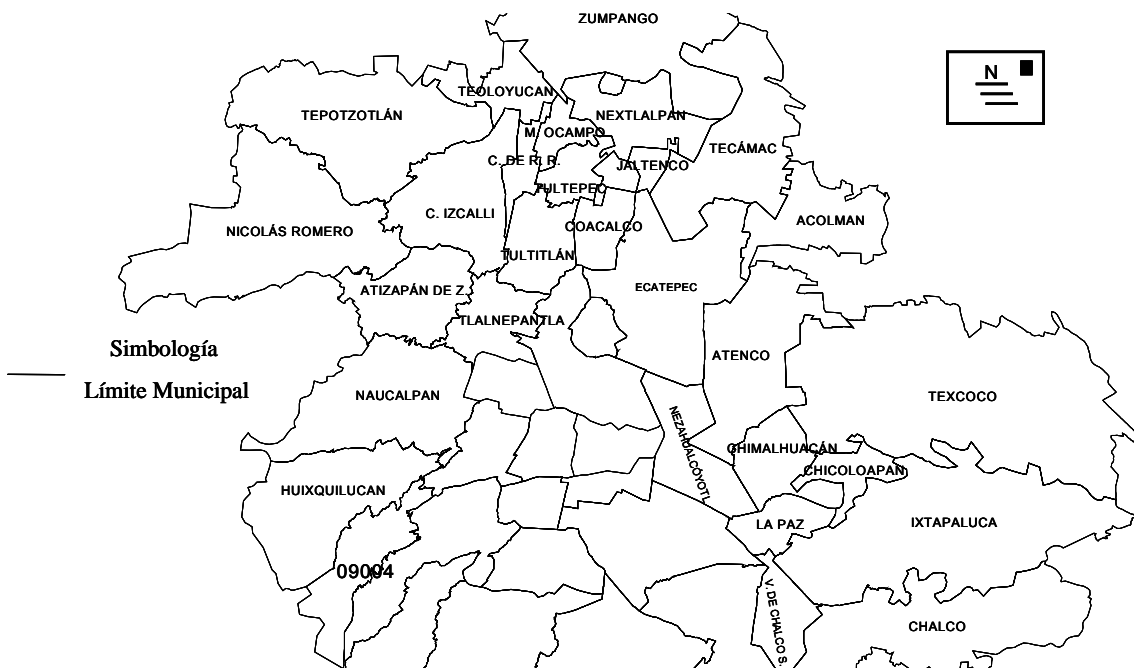 ZUMPANGO
N
TEOLOYUCAN
TEPOTZOTLÁN
NEXTLALPAN
M. OCAMPO
TECÁMAC
C. DE R. R.
JALTENCO
TULTEPEC
C. IZCALLI
ACOLMAN
NICOLÁS ROMERO
COACALCO
TULTITLÁN
ECATEPEC
ATIZAPÁN DE Z.
TLALNEPANTLA
Simbología
ATENCO
Límite Municipal
NAUCALPAN
TEXCOCO
NEZAHUALCÓYOTL
CHIMALHUACÁN
CHICOLOAPAN
HUIXQUILUCAN
LA PAZ
IXTAPALUCA
09004
V. DE CHALCO S.
CHALCO